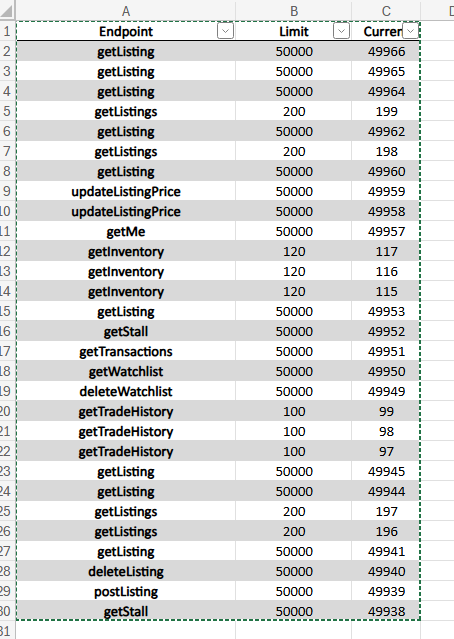 A B C
1 Endpoint Limit Curren
2 getListing 50000 49966
3 getListing 50000 49965
4 getListing 50000 49964
5 getListings 200 199
6 getListing 50000 49962
7 getListings 200 198
8 getListing 50000 49960
9 updateListingPrice 50000 49959
10 updateListingPrice 50000 49958
11 getMe 50000 49957
12 getInventory 120 117
13 getInventory 120 116
14 getInventory 120 115
15 getListing 50000 49953
16 getStall 50000 49952
17 getTransactions 50000 49951
18 getWatchlist 50000 49950
19 deleteWatchlist 50000 49949
20 getTradeHistory 100 99
21 getTradeHistory 100 98
22 getTradeHistory 100 97
23 getListing 50000 49945
24 getListing 50000 49944
25 getListings 200 197
26 getListings 200 196
27 getListing 50000 49941
28 deleteListing 50000 49940
29 postListing 50000 49939
30 getStall 50000 49938
31